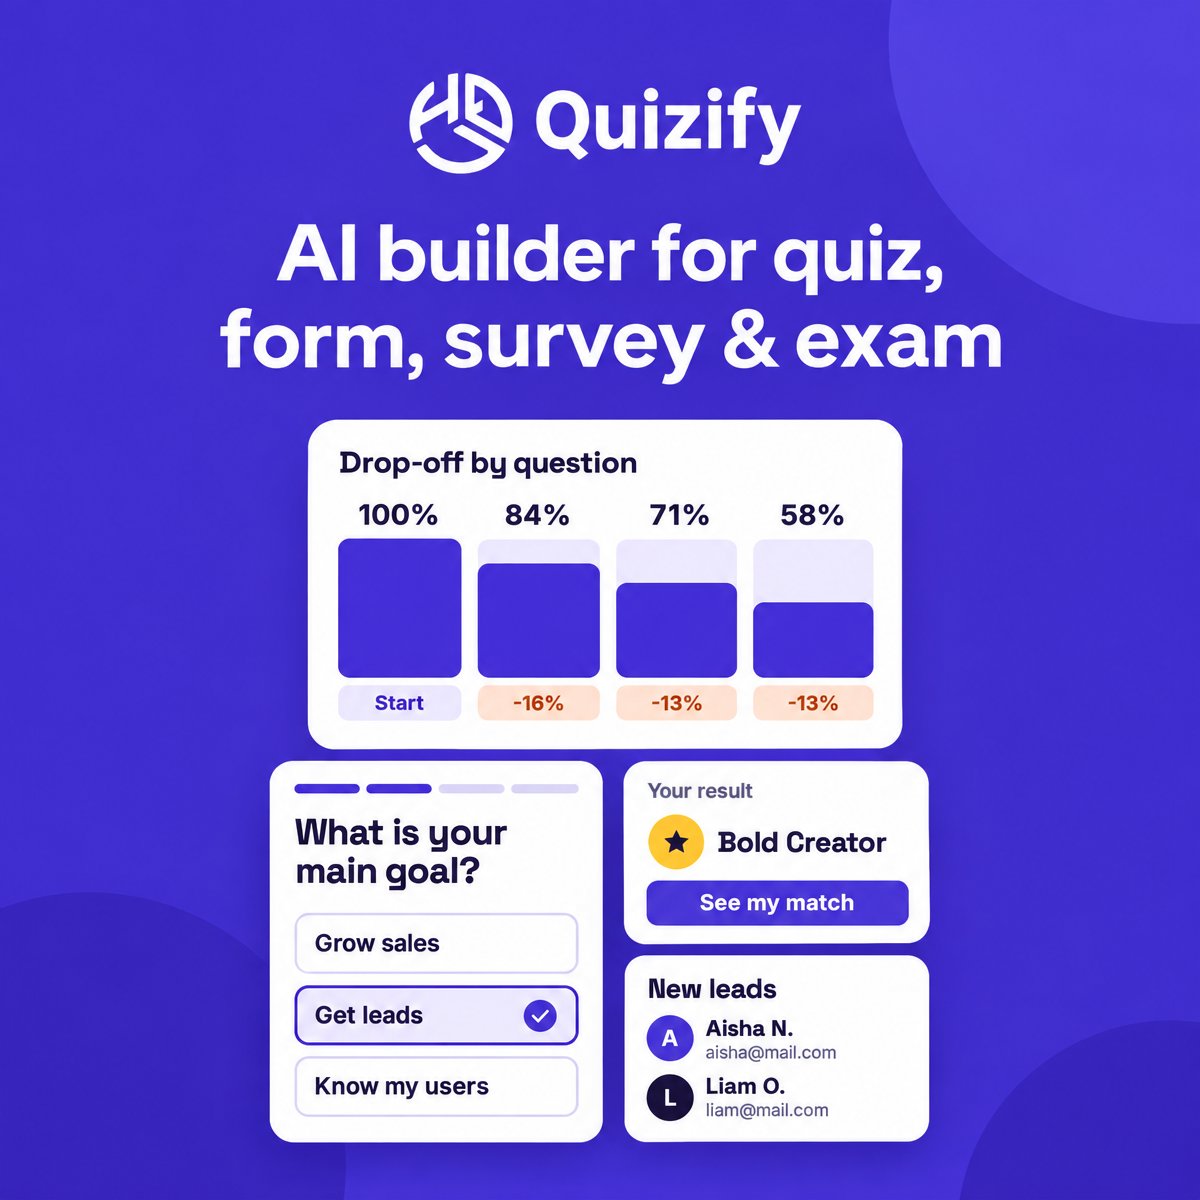 Quizify
AI builder for quiz,
form, survey & exam
Drop-off by question
100% 84% 71% 58%
Start -16% -13% -13%
What is your
main goal?
Grow sales
Get leads
Know my users
Your result
Bold Creator
See my match
New leads
A Aisha N.
aisha@mail.com
L Liam O.
liam@mail.com